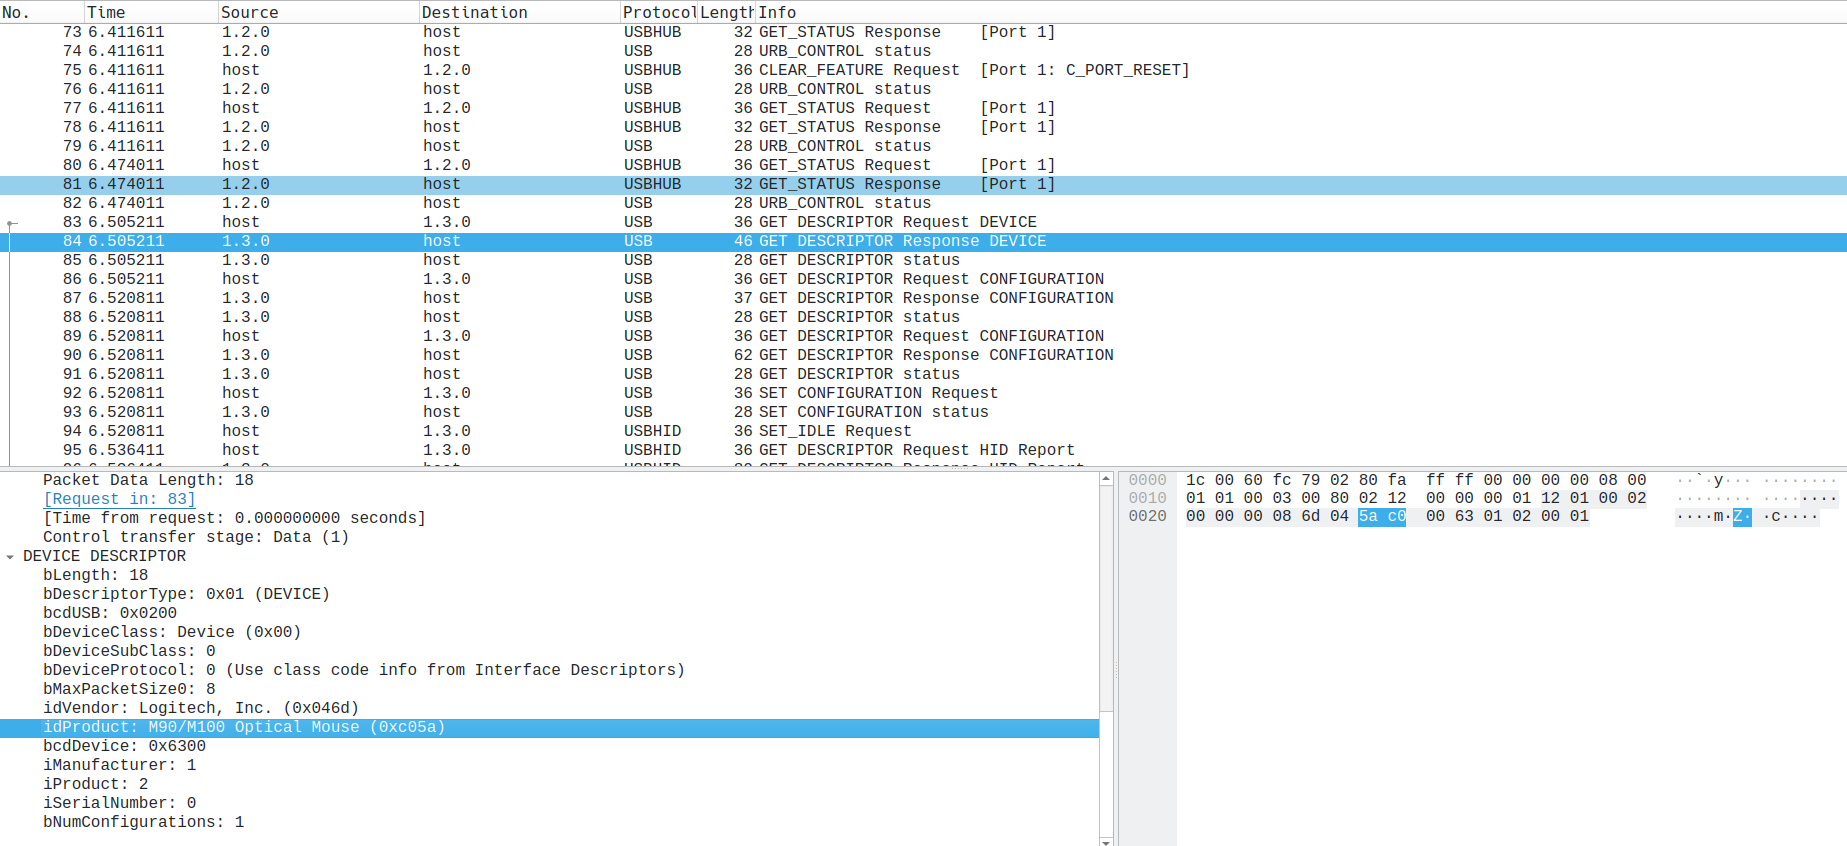 No. Time Source Destination Protocol Length Info
73 6.411611 1.2.0 host USBHUB 32 GET_STATUS Response [Port 1]
74 6.411611 1.2.0 host USB 28 URB_CONTROL status
75 6.411611 host 1.2.0 USBHUB 36 CLEAR_FEATURE Request [Port 1: C_PORT_RESET]
76 6.411611 1.2.0 host USB 28 URB_CONTROL status
77 6.411611 host 1.2.0 USBHUB 36 GET_STATUS Request [Port 1]
78 6.411611 1.2.0 host USBHUB 32 GET_STATUS Response [Port 1]
79 6.411611 1.2.0 host USB 28 URB_CONTROL status
80 6.474011 host 1.2.0 USBHUB 36 GET_STATUS Request [Port 1]
81 6.474011 1.2.0 host USBHUB 32 GET_STATUS Response [Port 1]
82 6.474011 1.2.0 host USB 28 URB_CONTROL status
83 6.505211 host 1.3.0 USB 36 GET DESCRIPTOR Request DEVICE
84 6.505211 1.3.0 host USB 46 GET DESCRIPTOR Response DEVICE
85 6.505211 1.3.0 host USB 28 GET DESCRIPTOR status
86 6.505211 host 1.3.0 USB 36 GET DESCRIPTOR Request CONFIGURATION
87 6.520811 1.3.0 host USB 37 GET DESCRIPTOR Response CONFIGURATION
88 6.520811 1.3.0 host USB 28 GET DESCRIPTOR status
89 6.520811 host 1.3.0 USB 36 GET DESCRIPTOR Request CONFIGURATION
90 6.520811 1.3.0 host USB 62 GET DESCRIPTOR Response CONFIGURATION
91 6.520811 1.3.0 host USB 28 GET DESCRIPTOR status
92 6.520811 host 1.3.0 USB 36 SET CONFIGURATION Request
93 6.520811 1.3.0 host USB 28 SET CONFIGURATION status
94 6.520811 host 1.3.0 USBHID 36 SET_IDLE Request
95 6.536411 host 1.3.0 USBHID 36 GET DESCRIPTOR Request HID Report
Packet Data Length: 18
[Request in: 83]
[Time from request: 0.000000000 seconds]
Control transfer stage: Data (1)
DEVICE DESCRIPTOR
bLength: 18
bDescriptorType: 0x01 (DEVICE)
bcdUSB: 0x0200
bDeviceClass: Device (0x00)
bDeviceSubClass: 0
bDeviceProtocol: 0 (Use class code info from Interface Descriptors)
bMaxPacketSize0: 8
idVendor: Logitech, Inc. (0x046d)
idProduct: M90/M100 Optical Mouse (0xc05a)
bcdDevice: 0x6300
iManufacturer: 1
iProduct: 2
iSerialNumber: 0
bNumConfigurations: 1
0000 1c 00 60 fc 79 02 80 fa ff ff 00 00 00 00 08 00 ··`·y··· ········
0010 01 01 00 03 00 80 02 12 00 00 00 01 12 01 00 02 ········ ········
0020 00 00 00 08 6d 04 5a c0 00 63 01 02 00 01 ····m·Z· ·c····